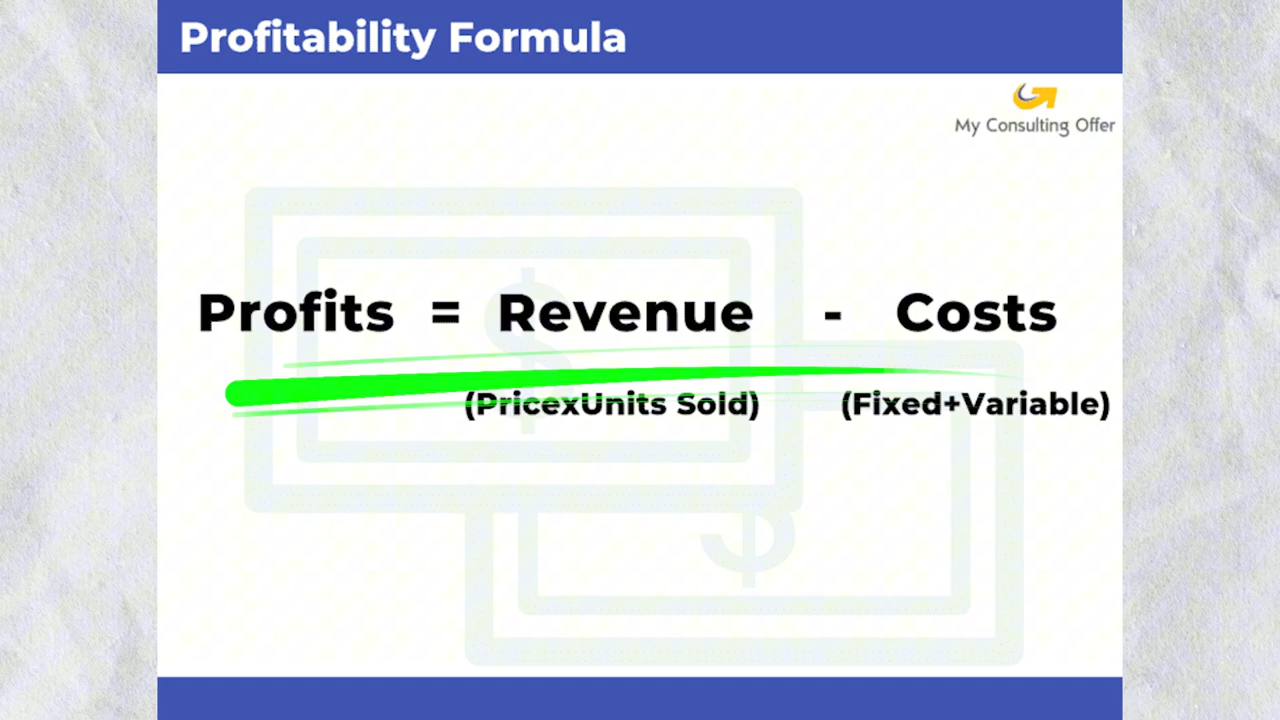 Profitability Formula
My Consulting Offer
Profits = Revenue - Costs
(PricexUnits Sold) (Fixed+Variable)
$
$